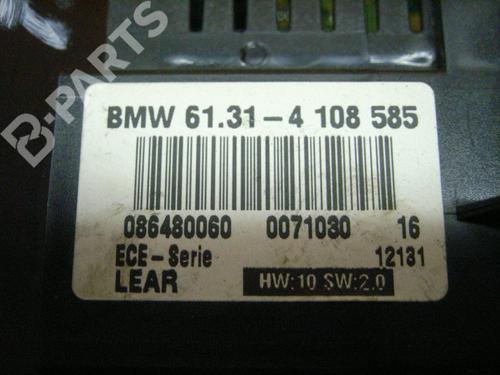 B-PARTS
BMW 61.31-4 108 585
086480060 0071030 16
ECE-Serie 12131
LEAR HW:10 SW:2.0